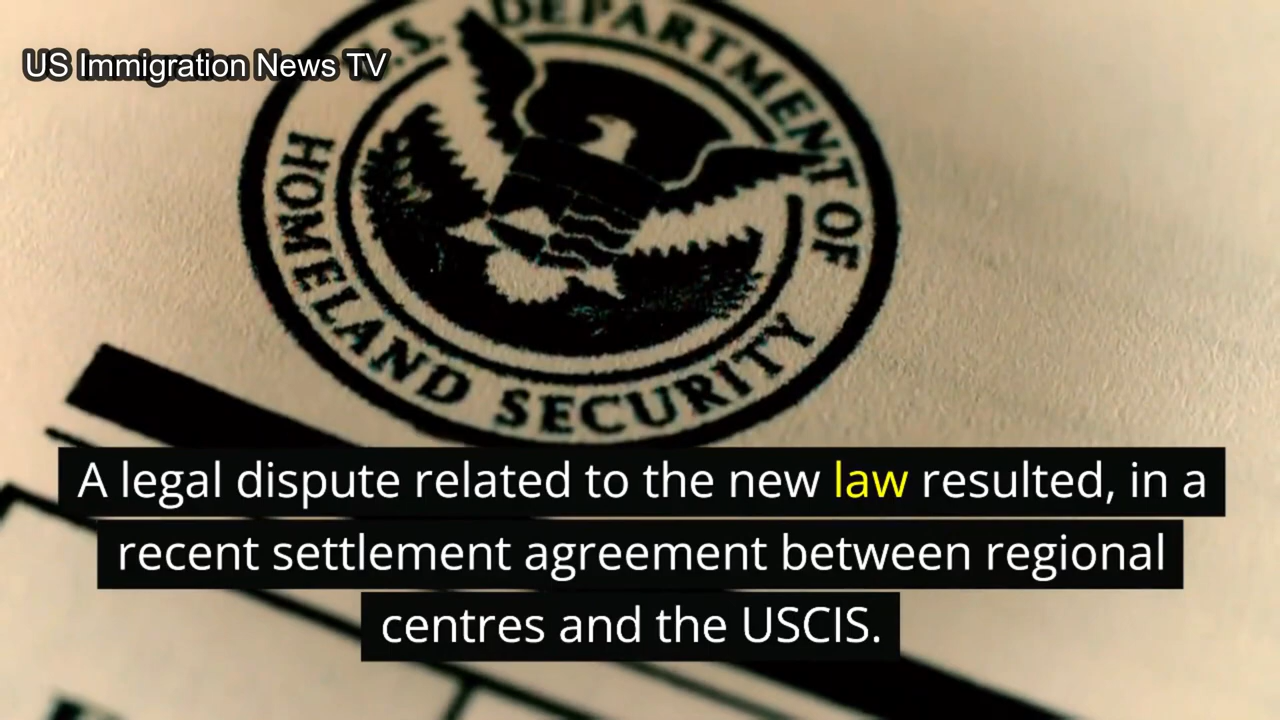 US Immigration News TV
U.S. DEPARTMENT OF
HOMELAND SECURITY
A legal dispute related to the new law resulted, in a
recent settlement agreement between regional
centres and the USCIS.